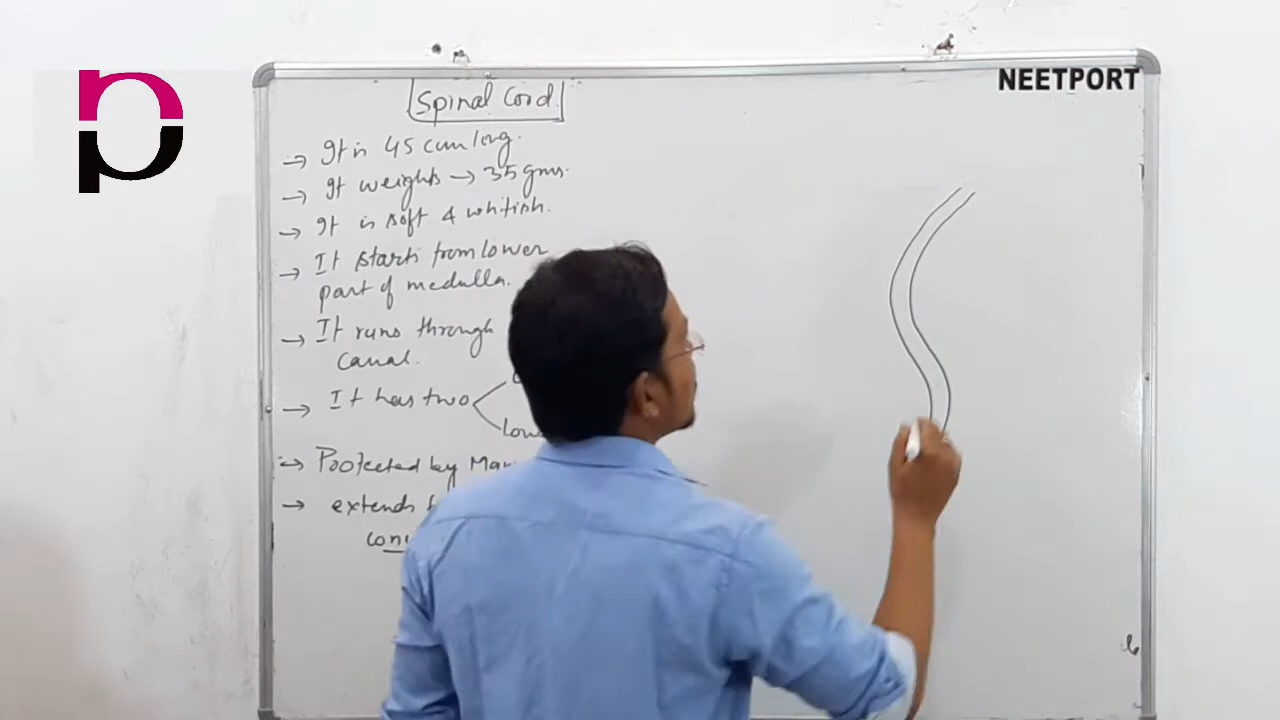 NEETPORT
Spinal Cord.
→ It is 45 cm long.
→ It weights → 35 gms.
→ It is soft & whitish.
→ It starts from lower
part of medulla.
→ It runs through
canal.
→ It has two
→ Protected by
→ extends